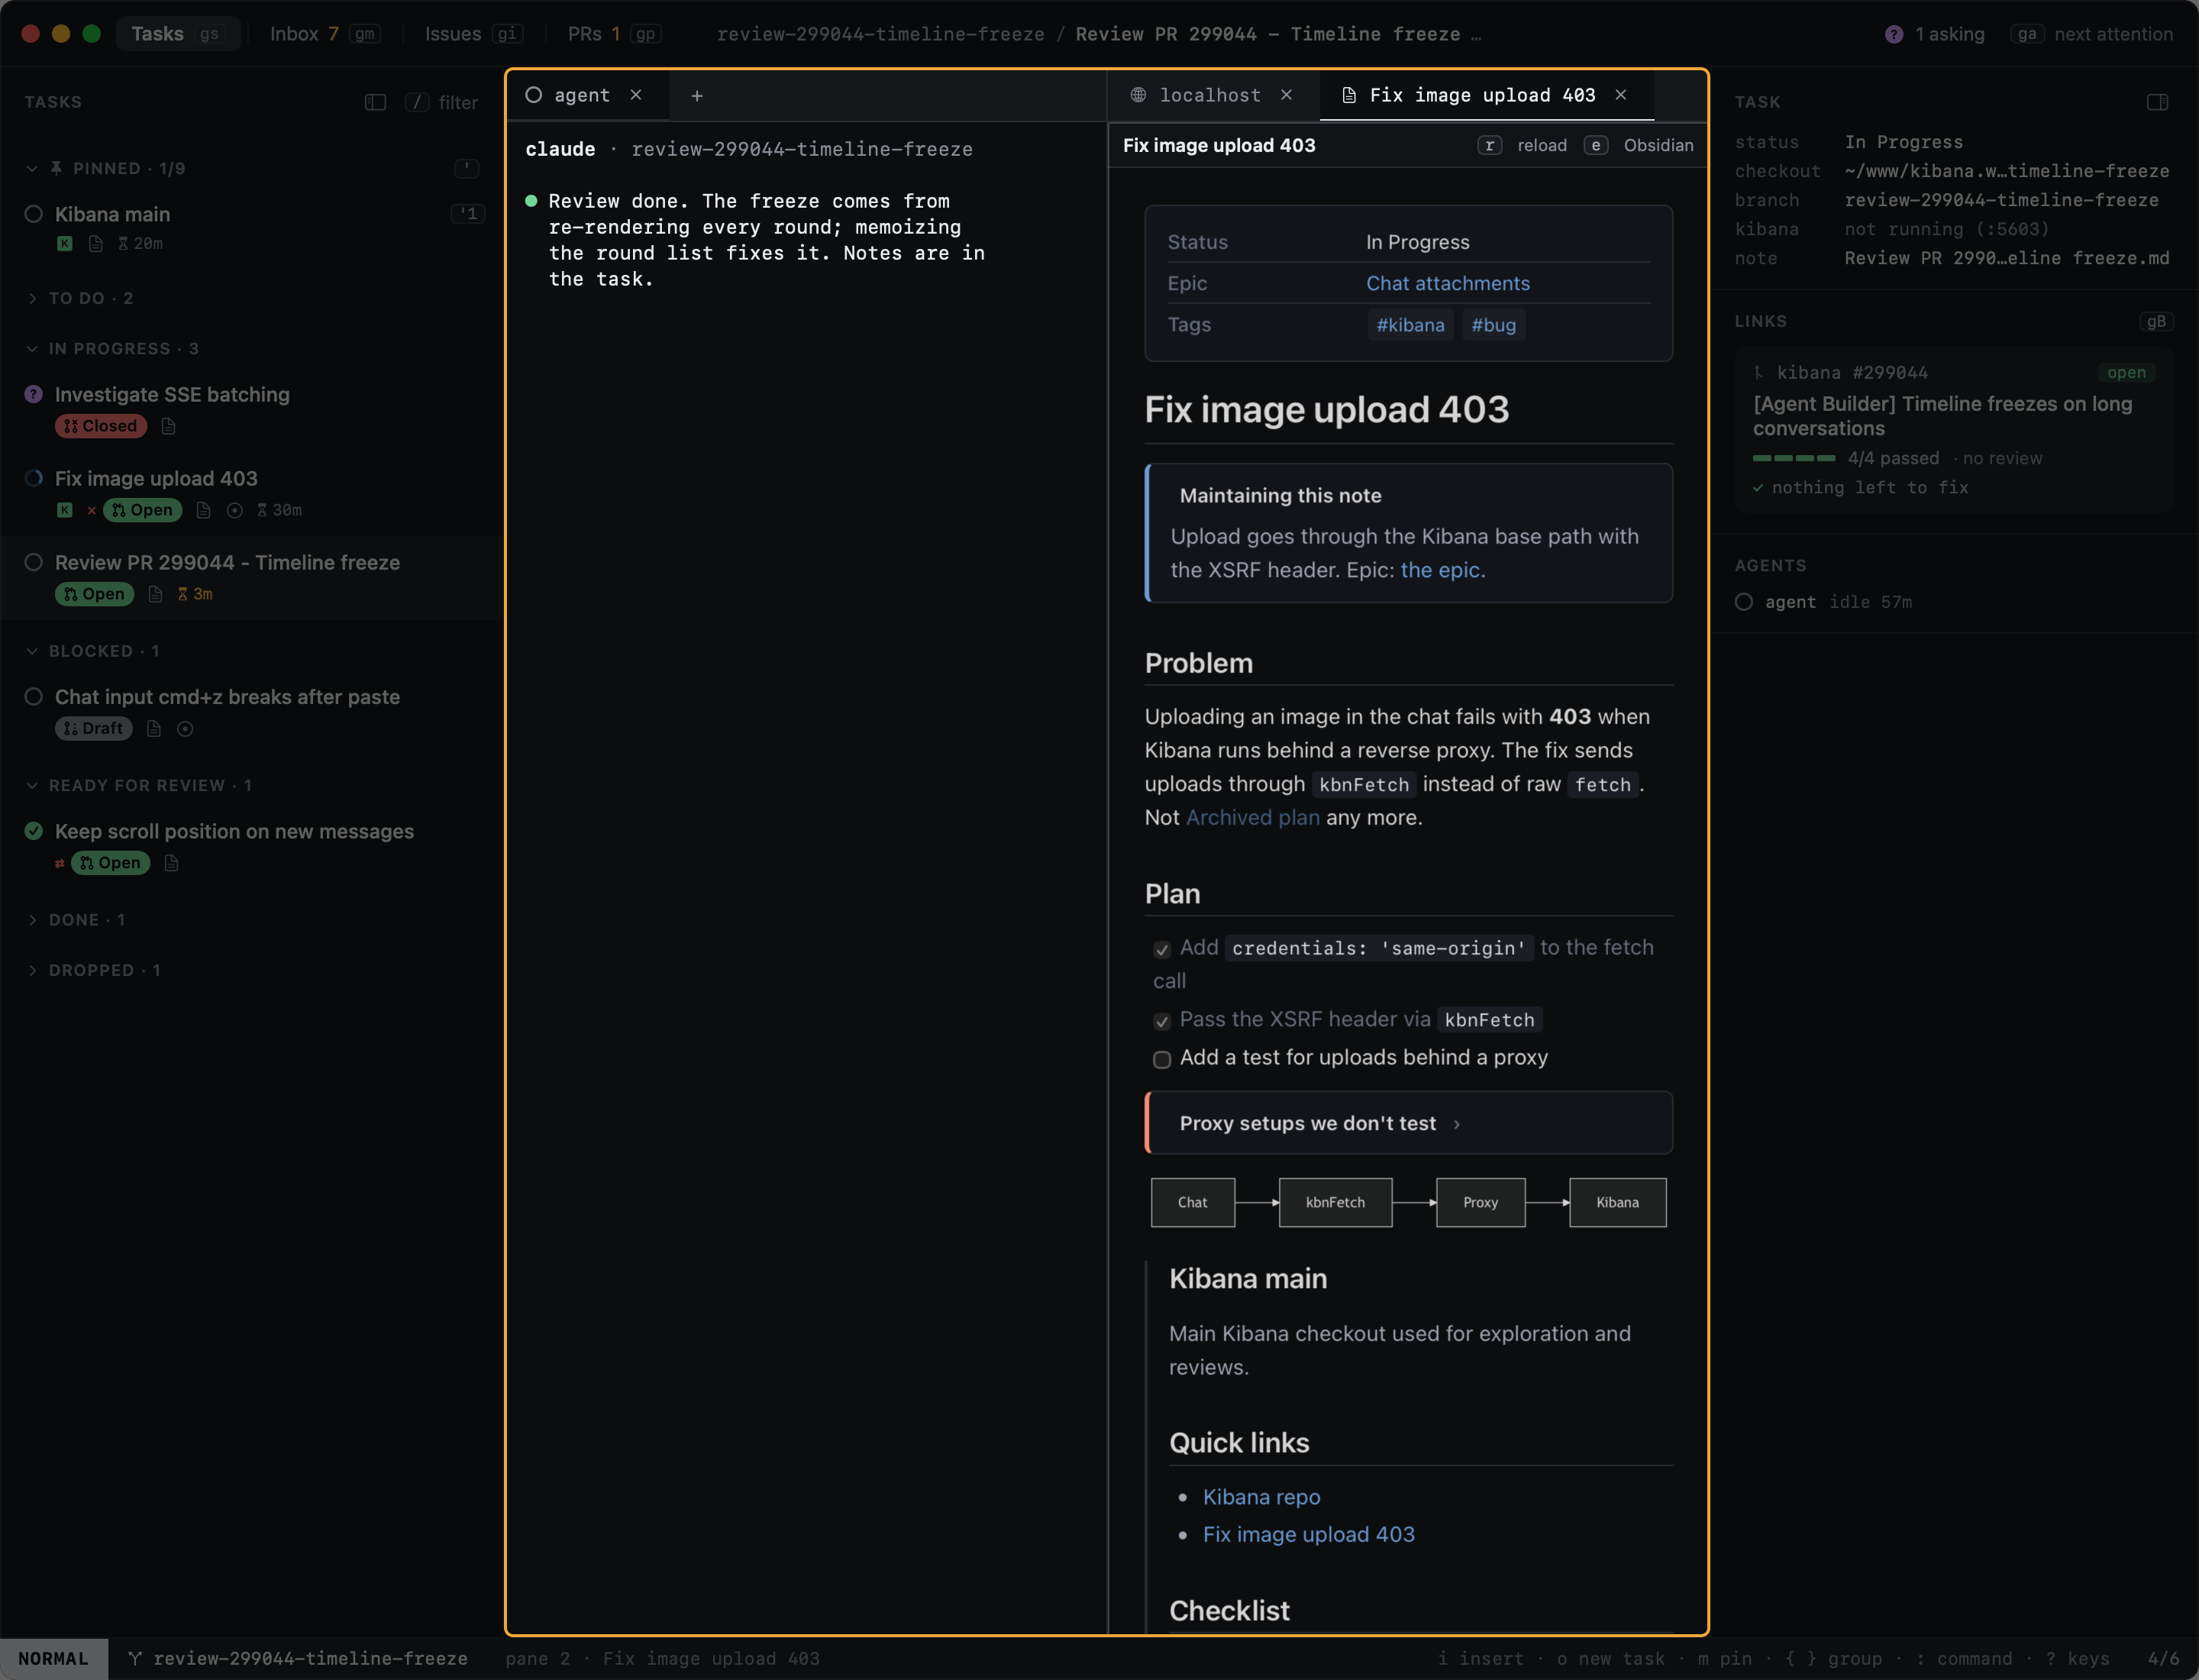 Tasks gs
Inbox 7 gm
Issues gi
PRs 1 gp
review-299044-timeline-freeze / Review PR 299044 – Timeline freeze …
? 1 asking
ga next attention
TASKS
/ filter
PINNED · 1/9 '
Kibana main '1
K 20m
TO DO · 2
IN PROGRESS · 3
? Investigate SSE batching
Closed
Fix image upload 403
K × Open 30m
Review PR 299044 - Timeline freeze
Open 3m
BLOCKED · 1
Chat input cmd+z breaks after paste
Draft
READY FOR REVIEW · 1
Keep scroll position on new messages
Open
DONE · 1
DROPPED · 1
agent × +
claude · review-299044-timeline-freeze
Review done. The freeze comes from
re-rendering every round; memoizing
the round list fixes it. Notes are in
the task.
localhost ×
Fix image upload 403 ×
Fix image upload 403
r reload e Obsidian
Status In Progress
Epic Chat attachments
Tags #kibana #bug
Fix image upload 403
Maintaining this note
Upload goes through the Kibana base path with
the XSRF header. Epic: the epic.
Problem
Uploading an image in the chat fails with 403 when
Kibana runs behind a reverse proxy. The fix sends
uploads through kbnFetch instead of raw fetch.
Not Archived plan any more.
Plan
Add credentials: 'same-origin' to the fetch
call
Pass the XSRF header via kbnFetch
Add a test for uploads behind a proxy
Proxy setups we don't test ›
Chat
kbnFetch
Proxy
Kibana
Kibana main
Main Kibana checkout used for exploration and
reviews.
Quick links
• Kibana repo
• Fix image upload 403
Checklist
TASK
status In Progress
checkout ~/www/kibana.w…timeline-freeze
branch review-299044-timeline-freeze
kibana not running (:5603)
note Review PR 2990…eline freeze.md
LINKS gB
kibana #299044 open
[Agent Builder] Timeline freezes on long
conversations
4/4 passed · no review
✓ nothing left to fix
AGENTS
agent idle 57m
NORMAL review-299044-timeline-freeze pane 2 · Fix image upload 403
i insert · o new task · m pin · { } group · : command · ? keys 4/6